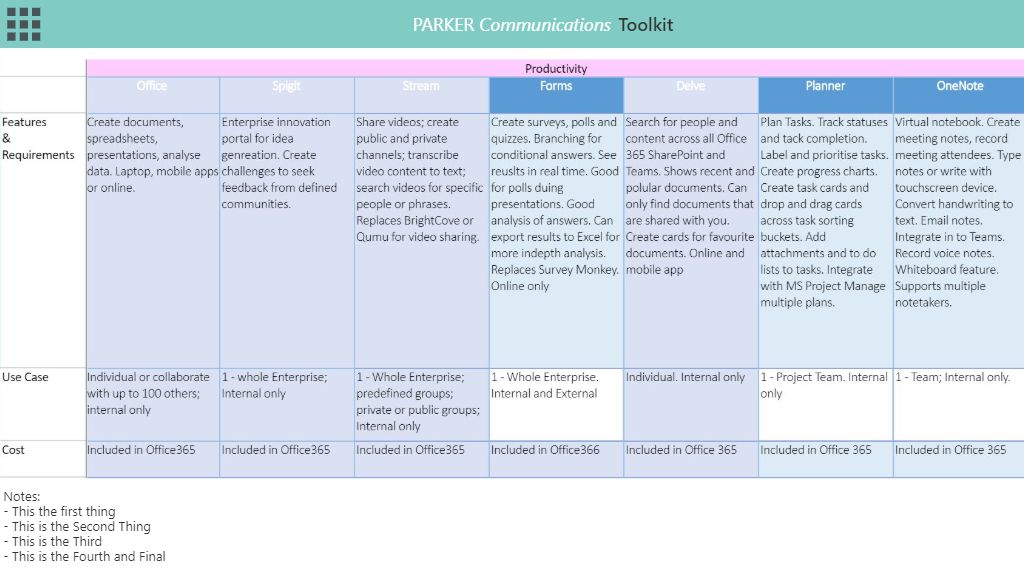 PARKER Communications Toolkit
Productivity
Office
Spigit
Stream
Forms
Delve
Planner
OneNote
Features
&
Requirements
Create documents,
spreadsheets,
presentations, analyse
data. Laptop, mobile apps
or online.
Enterprise innovation
portal for idea
genreation. Create
challenges to seek
feedback from defined
communities.
Share videos; create
public and private
channels; transcribe
video content to text;
search videos for specific
people or phrases.
Replaces BrightCove or
Qumu for video sharing.
Create surveys, polls and
quizzes. Branching for
conditional answers. See
reuslts in real time. Good
for polls duing
presentations. Good
analysis of answers. Can
export results to Excel for
more indepth analysis.
Replaces Survey Monkey.
Online only
Search for people and
content across all Office
365 SharePoint and
Teams. Shows recent and
polular documents. Can
only find documents that
are shared with you.
Create cards for favourite
documents. Online and
mobile app
Plan Tasks. Track statuses
and tack completion.
Label and prioritise tasks.
Create progress charts.
Create task cards and
drop and drag cards
across task sorting
buckets. Add
attachments and to do
lists to tasks. Integrate
with MS Project Manage
multiple plans.
Virtual notebook. Create
meeting notes, record
meeting attendees. Type
notes or write with
touchscreen device.
Convert handwriting to
text. Email notes.
Integrate in to Teams.
Record voice notes.
Whiteboard feature.
Supports multiple
notetakers.
Use Case
Individual or collaborate
with up to 100 others;
internal only
1 - whole Enterprise;
Internal only
1 - Whole Enterprise;
predefined groups;
private or public groups;
Internal only
1 - Whole Enterprise.
Internal and External
Individual. Internal only
1 - Project Team. Internal
only
1 - Team; Internal only.
Cost
Included in Office365
Included in Office365
Included in Office365
Included in Office366
Included in Office 365
Included in Office 365
Included in Office 365
Notes:
- This the first thing
- This is the Second Thing
- This is the Third
- This is the Fourth and Final